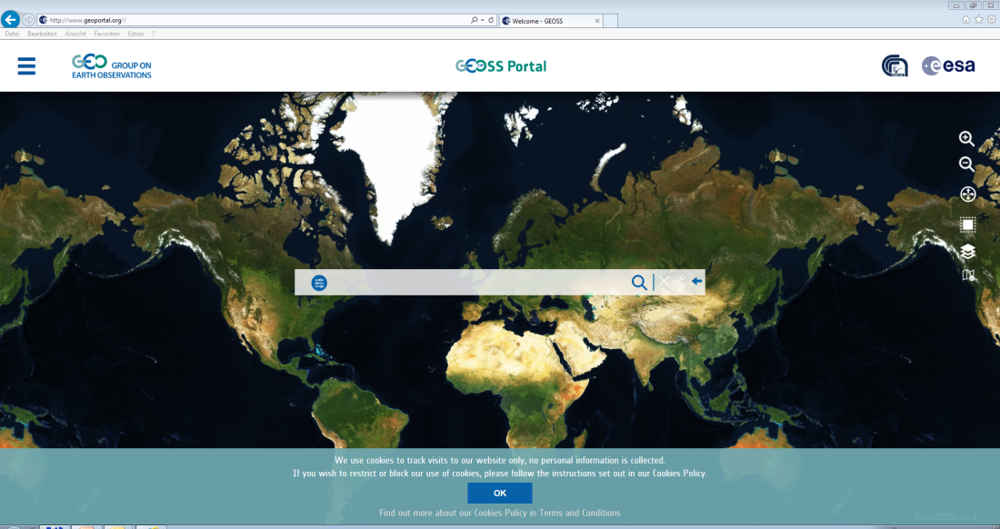 http://www.geoportal.org//
Welcome - GEOSS
Datei Bearbeiten Ansicht Favoriten Extras ?
GEO GROUP ON
EARTH OBSERVATIONS
GEOSS Portal
esa
We use cookies to track visits to our website only, no personal information is collected.
If you wish to restrict or block our use of cookies, please follow the instructions set out in our Cookies Policy.
OK
Find out more about our Cookies Policy in Terms and Conditions